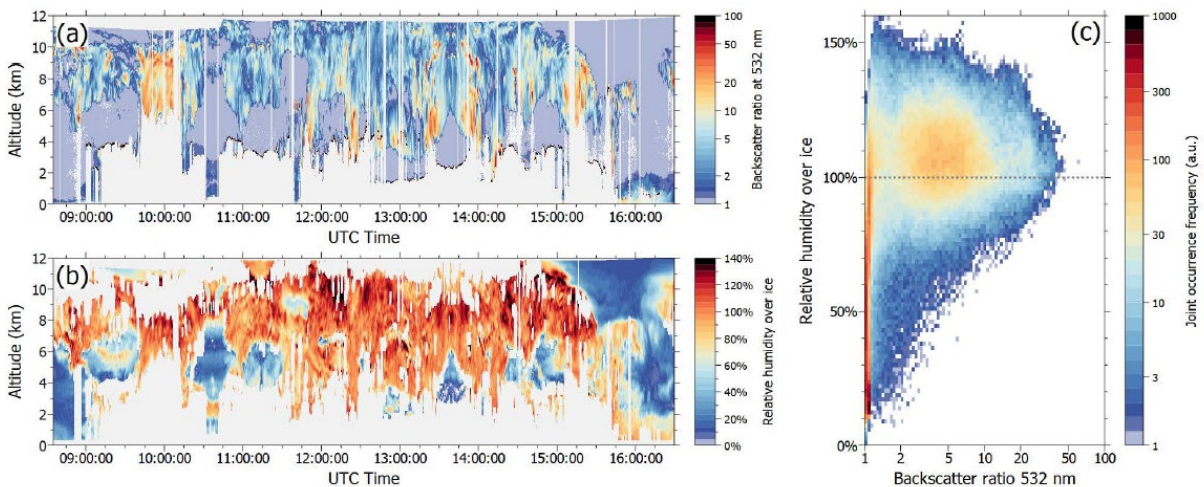 (a)
Altitude (km)
12
10
8
6
4
2
0
09:00:00 10:00:00 11:00:00 12:00:00 13:00:00 14:00:00 15:00:00 16:00:00
UTC Time
100
50
20
10
5
2
1
Backscatter ratio at 532 nm
(b)
Altitude (km)
12
10
8
6
4
2
0
09:00:00 10:00:00 11:00:00 12:00:00 13:00:00 14:00:00 15:00:00 16:00:00
UTC Time
140%
120%
100%
80%
60%
40%
20%
0%
Relative humidity over ice
(c)
Relative humidity over ice
150%
100%
50%
0%
1 2 5 10 20 50 100
Backscatter ratio 532 nm
1000
300
100
30
10
3
1
Joint occurrence frequency (a.u.)